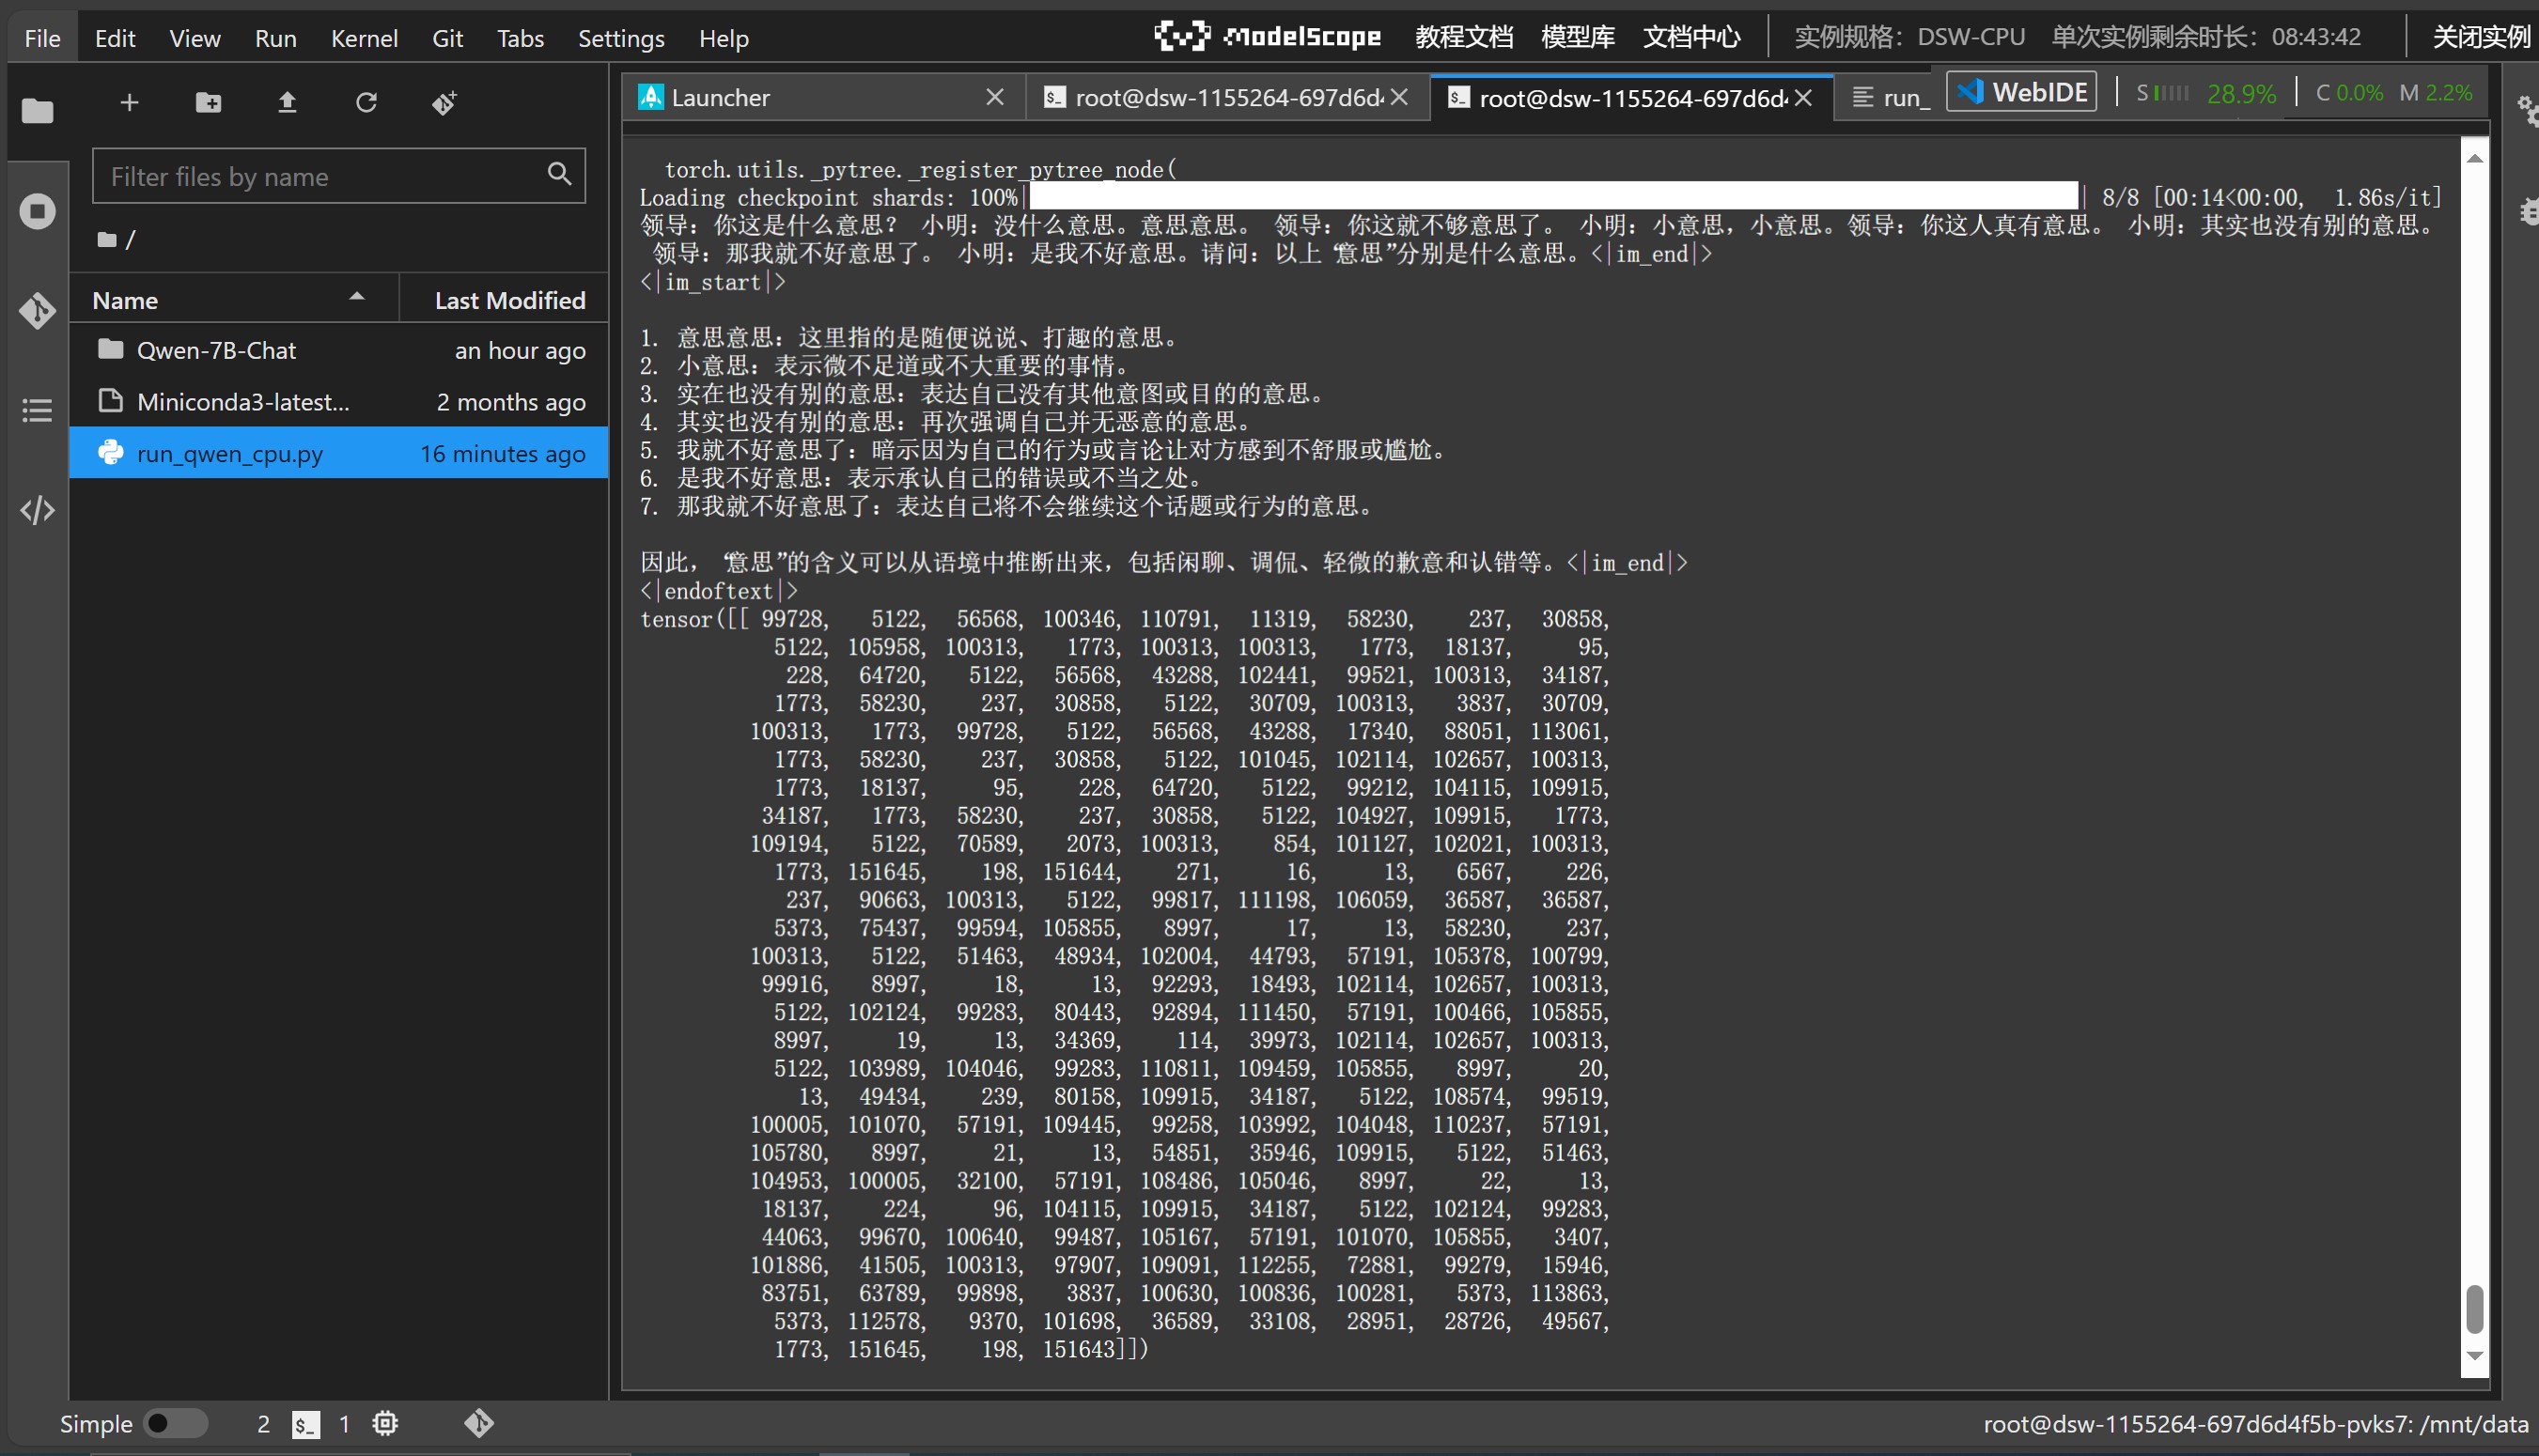 File Edit View Run Kernel Git Tabs Settings Help ModelScope 教程文档 模型库 文档中心 实例规格：DSW-CPU 单次实例剩余时长：08:43:42 关闭实例
Launcher root@dsw-1155264-697d6d4 root@dsw-1155264-697d6d4 run_ WebIDE S 28.9% C 0.0% M 2.2%
Filter files by name
/
Name Last Modified
Qwen-7B-Chat an hour ago
Miniconda3-latest... 2 months ago
run_qwen_cpu.py 16 minutes ago
torch.utils._pytree._register_pytree_node(
Loading checkpoint shards: 100%| | 8/8 [00:14<00:00, 1.86s/it]
领导：你这是什么意思？ 小明：没什么意思。意思意思。 领导：你这就不够意思了。 小明：小意思，小意思。领导：你这人真有意思。 小明：其实也没有别的意思。
领导：那我就不好意思了。 小明：是我不好意思。请问：以上“意思”分别是什么意思。<|im_end|>
<|im_start|>
1. 意思意思：这里指的是随便说说、打趣的意思。
2. 小意思：表示微不足道或不大重要的事情。
3. 实在也没有别的意思：表达自己没有其他意图或目的的意思。
4. 其实也没有别的意思：再次强调自己并无恶意的意思。
5. 我就不好意思了：暗示因为自己的行为或言论让对方感到不舒服或尴尬。
6. 是我不好意思：表示承认自己的错误或不当之处。
7. 那我就不好意思了：表达自己将不会继续这个话题或行为的意思。
因此，“意思”的含义可以从语境中推断出来，包括闲聊、调侃、轻微的歉意和认错等。<|im_end|>
<|endoftext|>
tensor([[ 99728, 5122, 56568, 100346, 110791, 11319, 58230, 237, 30858,
5122, 105958, 100313, 1773, 100313, 100313, 1773, 18137, 95,
228, 64720, 5122, 56568, 43288, 102441, 99521, 100313, 34187,
1773, 58230, 237, 30858, 5122, 30709, 100313, 3837, 30709,
100313, 1773, 99728, 5122, 56568, 43288, 17340, 88051, 113061,
1773, 58230, 237, 30858, 5122, 101045, 102114, 102657, 100313,
1773, 18137, 95, 228, 64720, 5122, 99212, 104115, 109915,
34187, 1773, 58230, 237, 30858, 5122, 104927, 109915, 1773,
109194, 5122, 70589, 2073, 100313, 854, 101127, 102021, 100313,
1773, 151645, 198, 151644, 271, 16, 13, 6567, 226,
237, 90663, 100313, 5122, 99817, 111198, 106059, 36587, 36587,
5373, 75437, 99594, 105855, 8997, 17, 13, 58230, 237,
100313, 5122, 51463, 48934, 102004, 44793, 57191, 105378, 100799,
99916, 8997, 18, 13, 92293, 18493, 102114, 102657, 100313,
5122, 102124, 99283, 80443, 92894, 111450, 57191, 100466, 105855,
8997, 19, 13, 34369, 114, 39973, 102114, 102657, 100313,
5122, 103989, 104046, 99283, 110811, 109459, 105855, 8997, 20,
13, 49434, 239, 80158, 109915, 34187, 5122, 108574, 99519,
100005, 101070, 57191, 109445, 99258, 103992, 104048, 110237, 57191,
105780, 8997, 21, 13, 54851, 35946, 109915, 5122, 51463,
104953, 100005, 32100, 57191, 108486, 105046, 8997, 22, 13,
18137, 224, 96, 104115, 109915, 34187, 5122, 102124, 99283,
44063, 99670, 100640, 99487, 105167, 57191, 101070, 105855, 3407,
101886, 41505, 100313, 97907, 109091, 112255, 72881, 99279, 15946,
83751, 63789, 99898, 3837, 100630, 100836, 100281, 5373, 113863,
5373, 112578, 9370, 101698, 36589, 33108, 28951, 28726, 49567,
1773, 151645, 198, 151643]])
Simple 2 1 root@dsw-1155264-697d6d4f5b-pvks7: /mnt/data